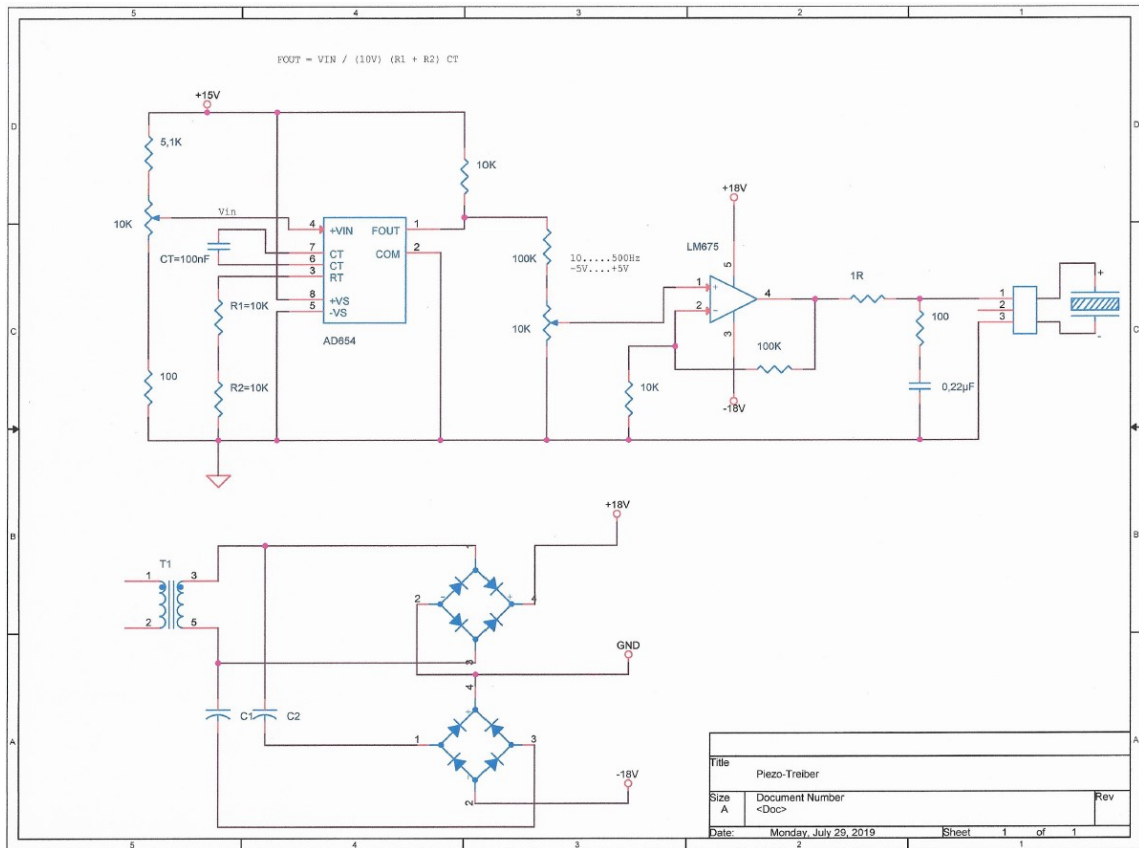 5 4 3 2 1
D D
C C
B B
A A
5 4 3 2 1
FOUT = VIN / (10V) (R1 + R2) CT
+15V
5,1K
10K
100
Vin
CT=100nF
R1=10K
R2=10K
4 +VIN
7 CT
6 CT
3 RT
8 +VS
5 -VS
FOUT 1
COM 2
AD654
10K
100K
10K
10.....500Hz
-5V....+5V
+18V
LM675
1 +
2 -
5
4
3
-18V
10K
100K
1R
100
0,22µF
1
2
3
+
-
T1
1 3
2 5
C1 C2
+18V
2 - + 4
3
GND
4
+
1 3
2
-18V
Title
Piezo-Treiber
Size Document Number Rev
A <Doc>
Date: Monday, July 29, 2019 Sheet 1 of 1